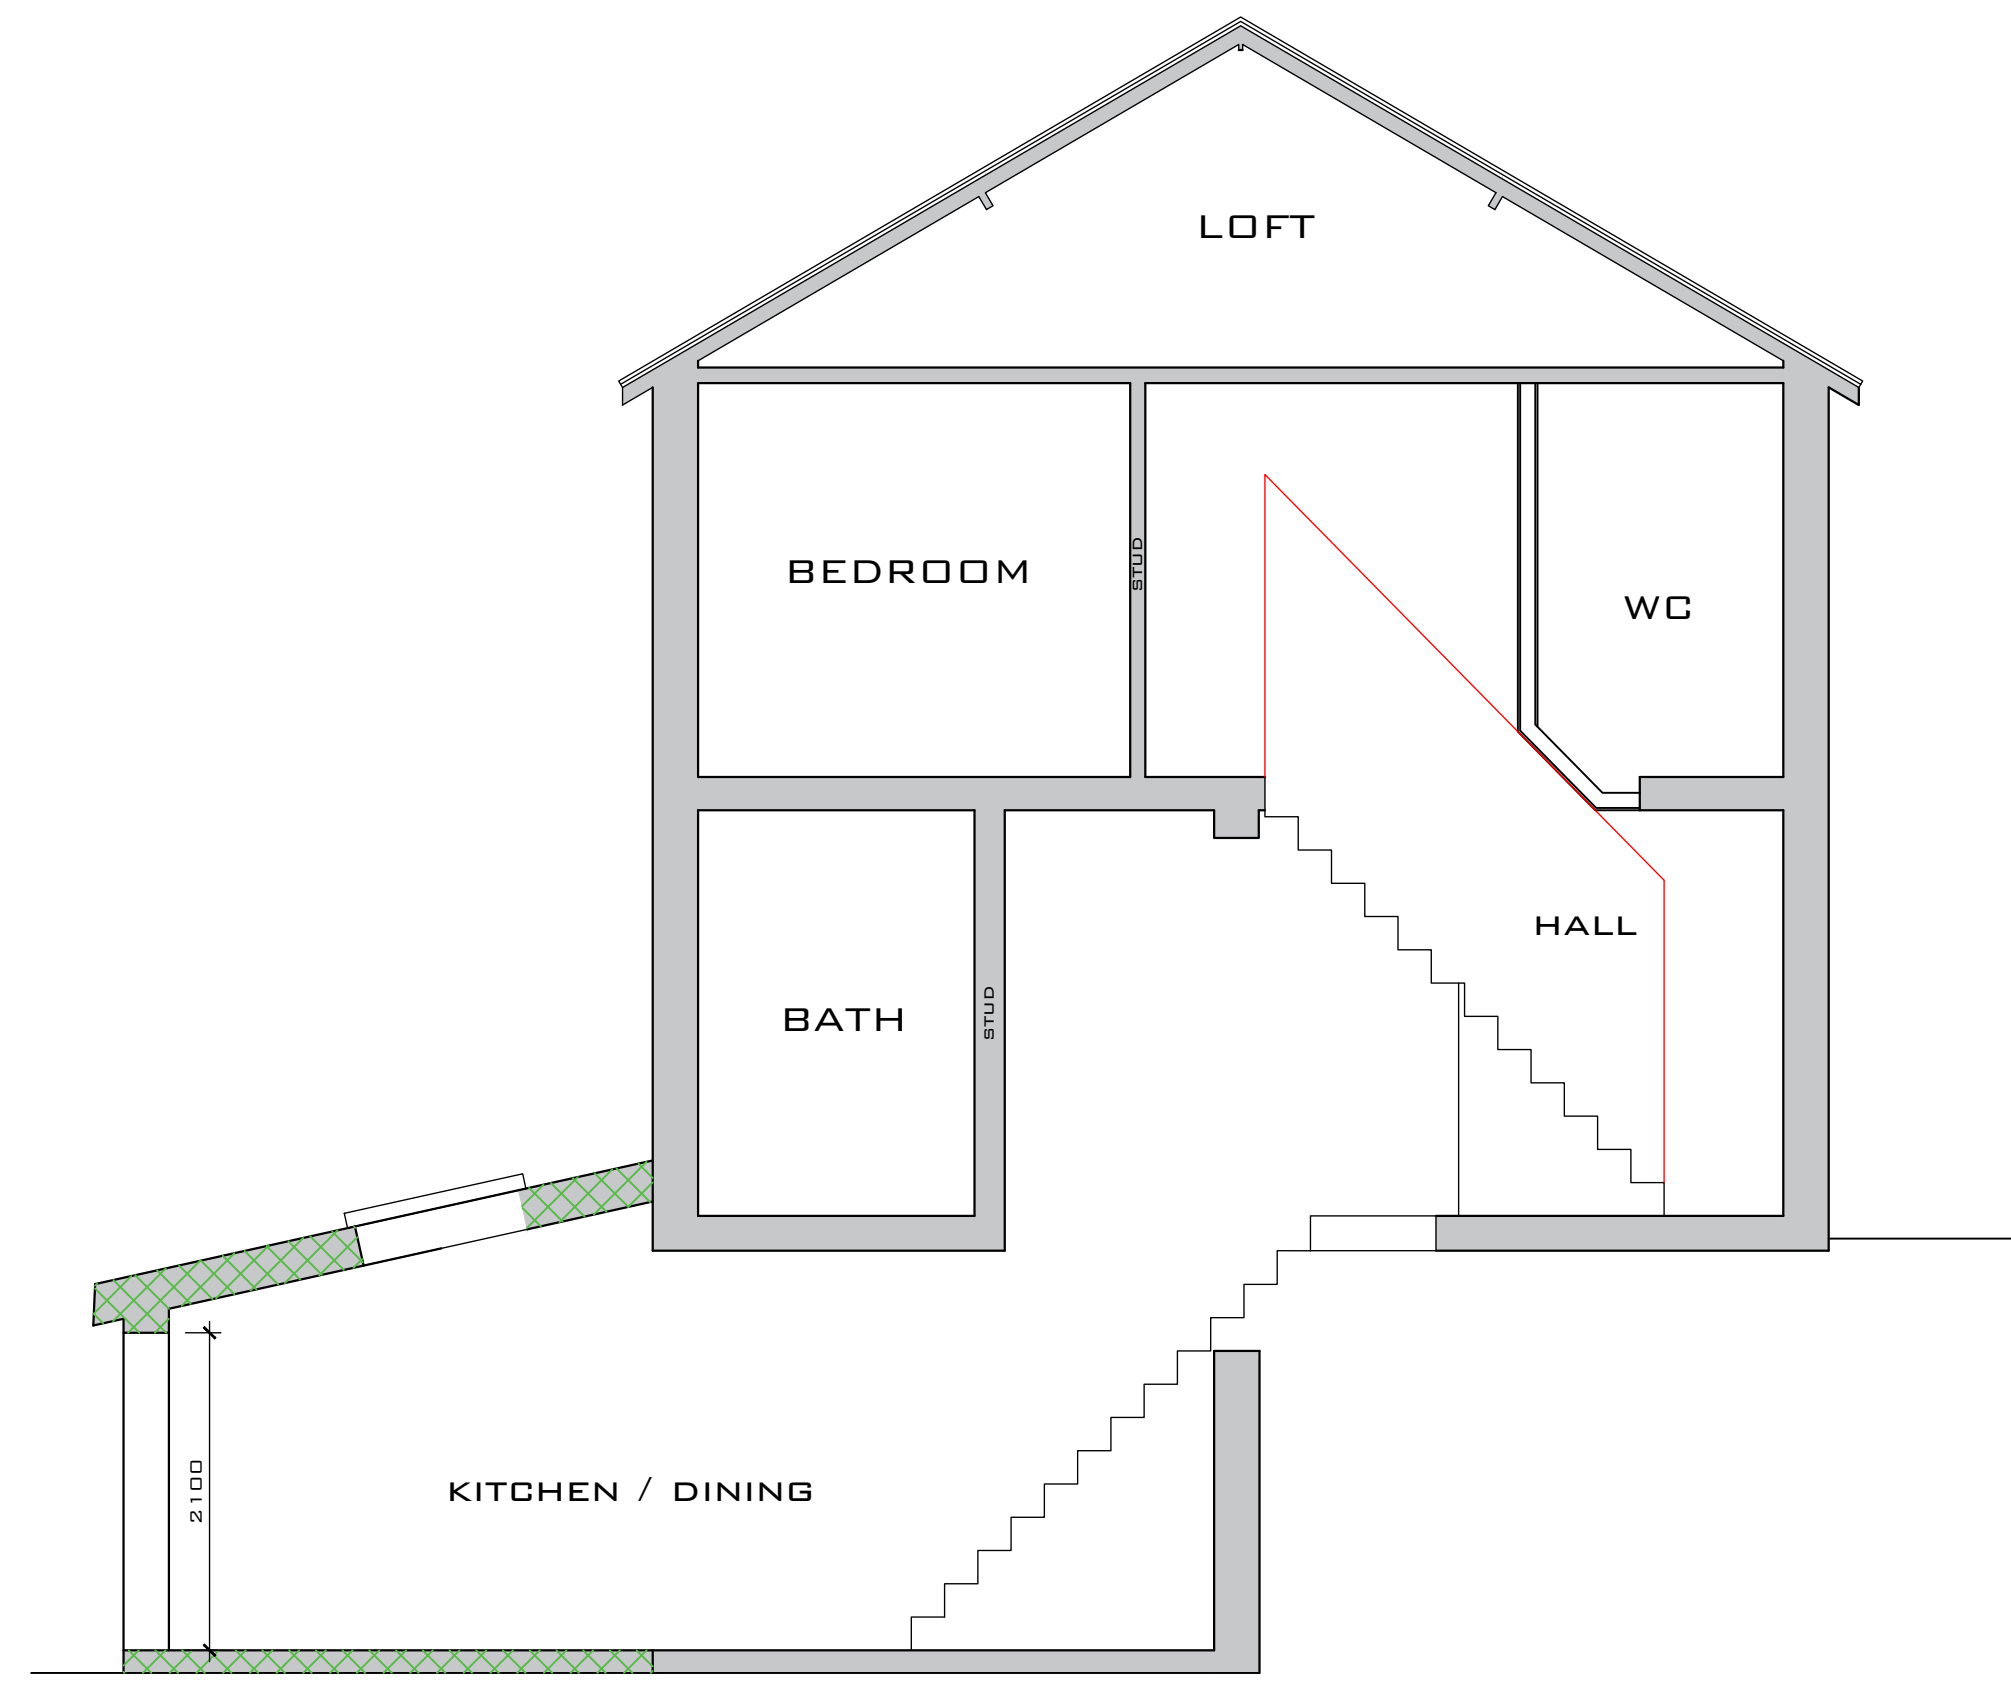 LOFT
BEDROOM
STUD
WC
HALL
BATH
STUD
2100
KITCHEN / DINING